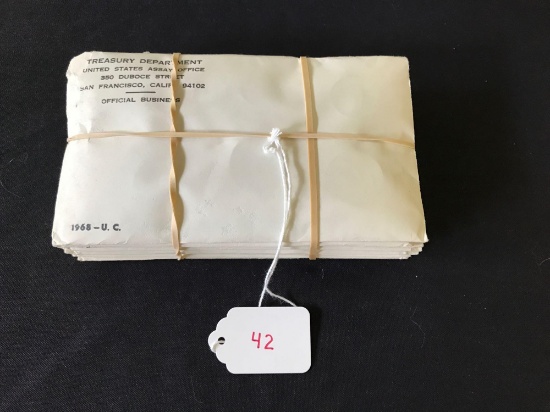 TREASURY DEPARTMENT
UNITED STATES ASSAY OFFICE
350 DUBOCE STREET
SAN FRANCISCO, CALIF. 94102
OFFICIAL BUSINESS
1968 – U. C.
42